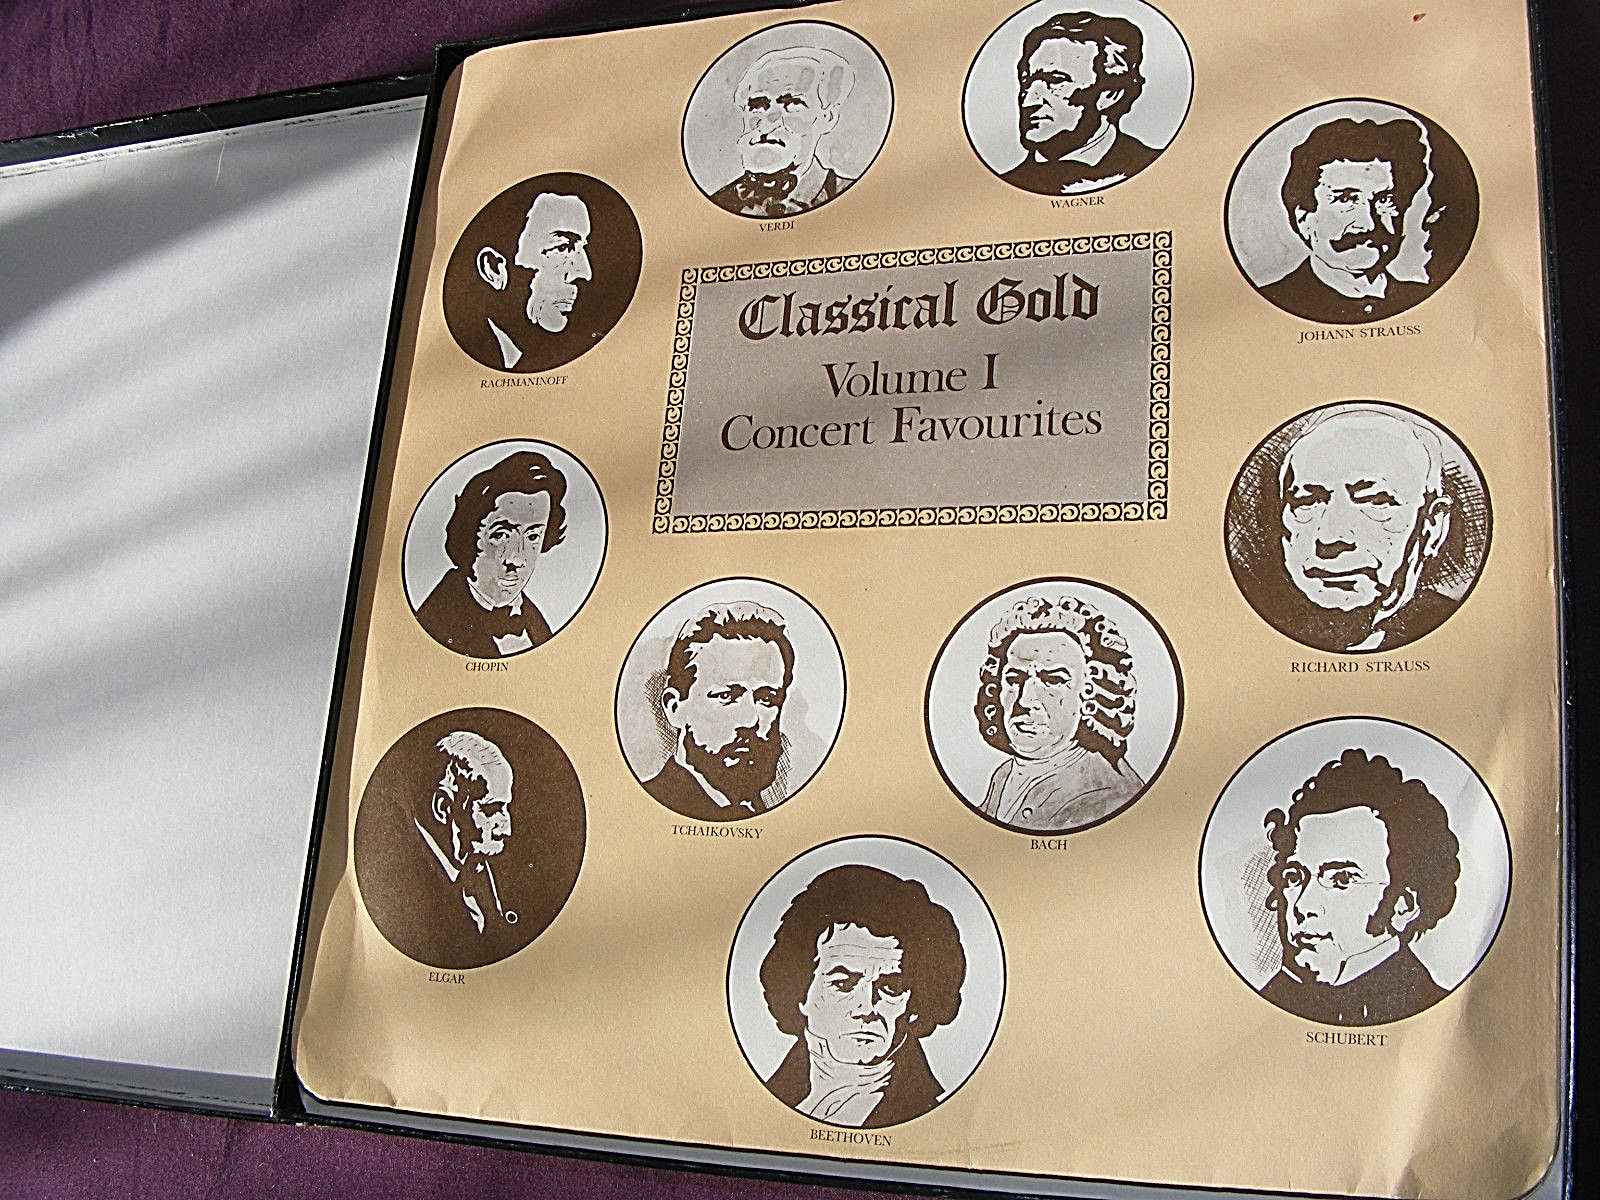 VERDI
WAGNER
RACHMANINOFF
JOHANN STRAUSS
Classical Gold
Volume I
Concert Favourites
CHOPIN
RICHARD STRAUSS
TCHAIKOVSKY
BACH
ELGAR
SCHUBERT
BEETHOVEN